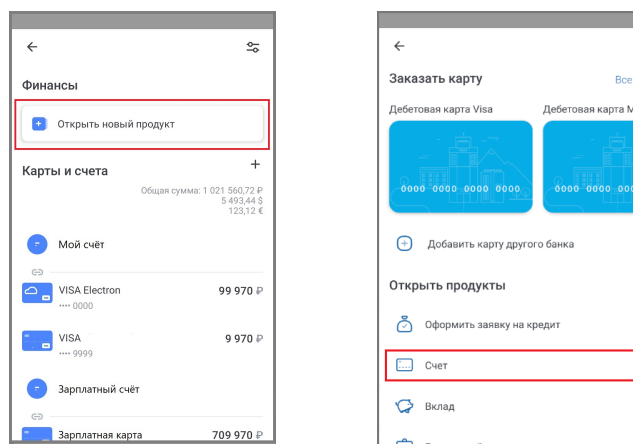 Финансы
Открыть новый продукт
Карты и счета
Общая сумма: 1 021 560,72 ₽
5 493,44 $
123,12 €
Мой счёт
VISA Electron 99 970 ₽
•••• 0000
VISA 9 970 ₽
•••• 9999
Зарплатный счёт
Зарплатная карта 709 970 ₽
Заказать карту Все
Дебетовая карта Visa Дебетовая карта M
0000 0000 0000 0000 0000 0000 000
Добавить карту другого банка
Открыть продукты
Оформить заявку на кредит
Счет
Вклад